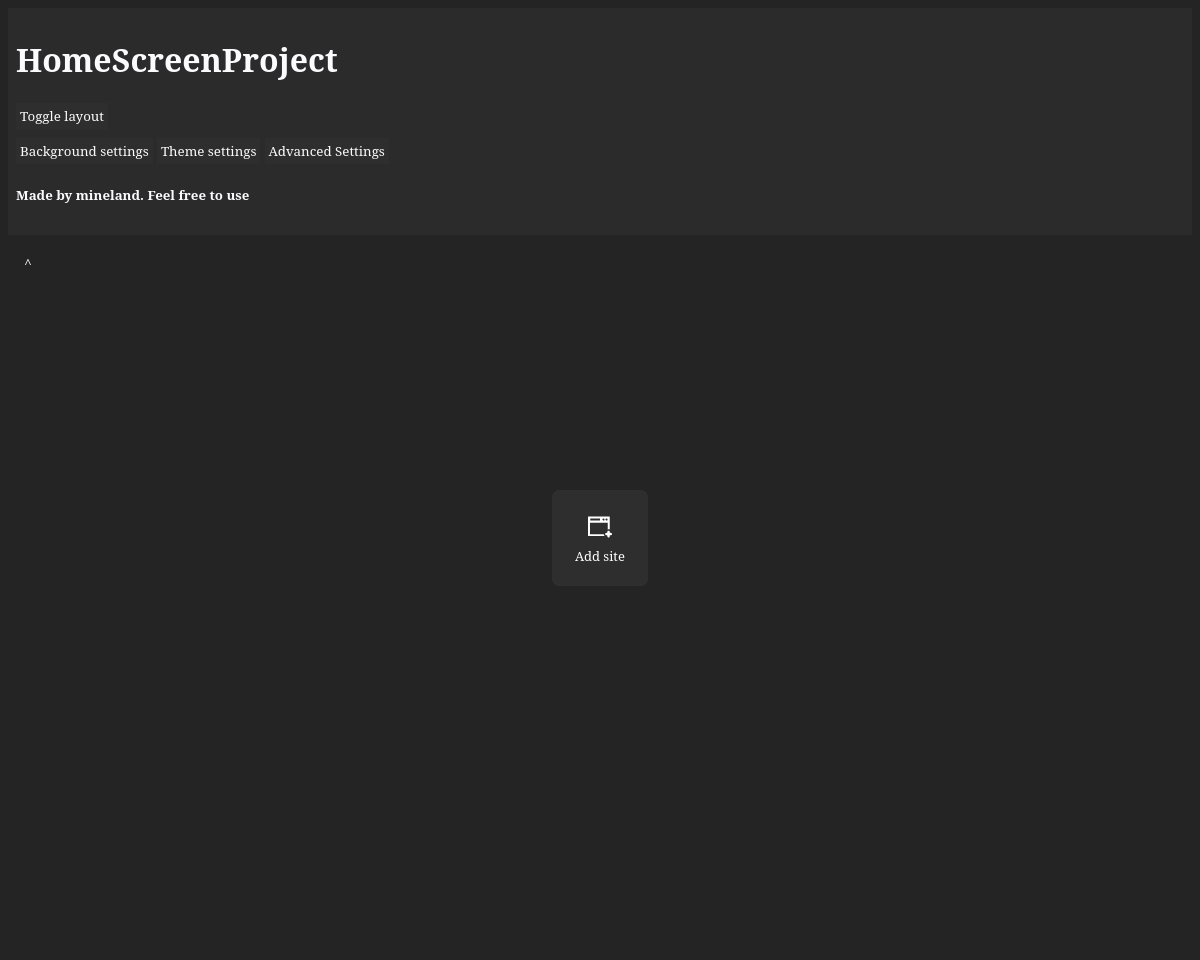 HomeScreenProject
Toggle layout
Background settings Theme settings Advanced Settings
Made by mineland. Feel free to use
^
Add site